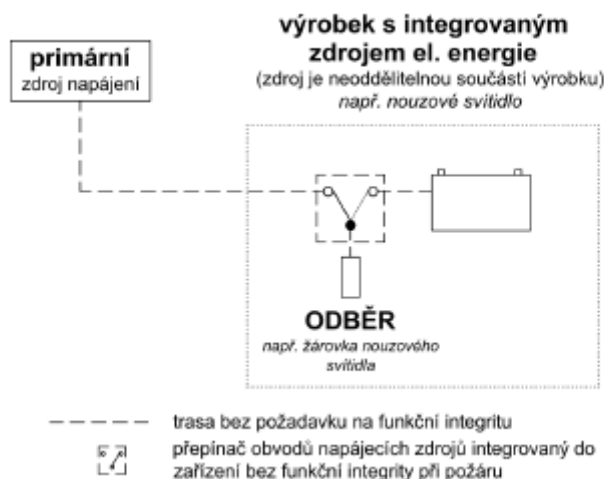 výrobek s integrovaným
zdrojem el. energie
(zdroj je neoddělitelnou součásti výrobku)
např. nouzové svítidlo
primární
zdroj napájení
ODBĚR
např. žárovka nouzového
svítidla
trasa bez požadavku na funkční integritu
přepínač obvodů napájecích zdrojů integrovaný do
zařízení bez funkční integrity při požáru